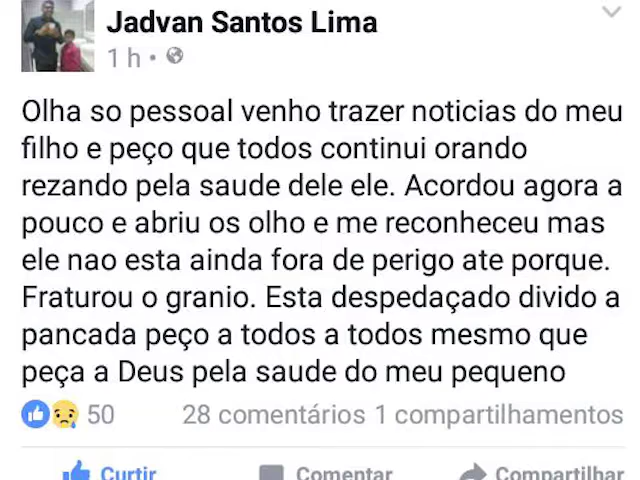 Jadvan Santos Lima
1 h •
Olha so pessoal venho trazer noticias do meu
filho e peço que todos continui orando
rezando pela saude dele ele. Acordou agora a
pouco e abriu os olho e me reconheceu mas
ele nao esta ainda fora de perigo ate porque.
Fraturou o granio. Esta despedaçado divido a
pancada peço a todos a todos mesmo que
peça a Deus pela saude do meu pequeno
50 28 comentários 1 compartilhamentos
Curtir Comentar Compartilhar